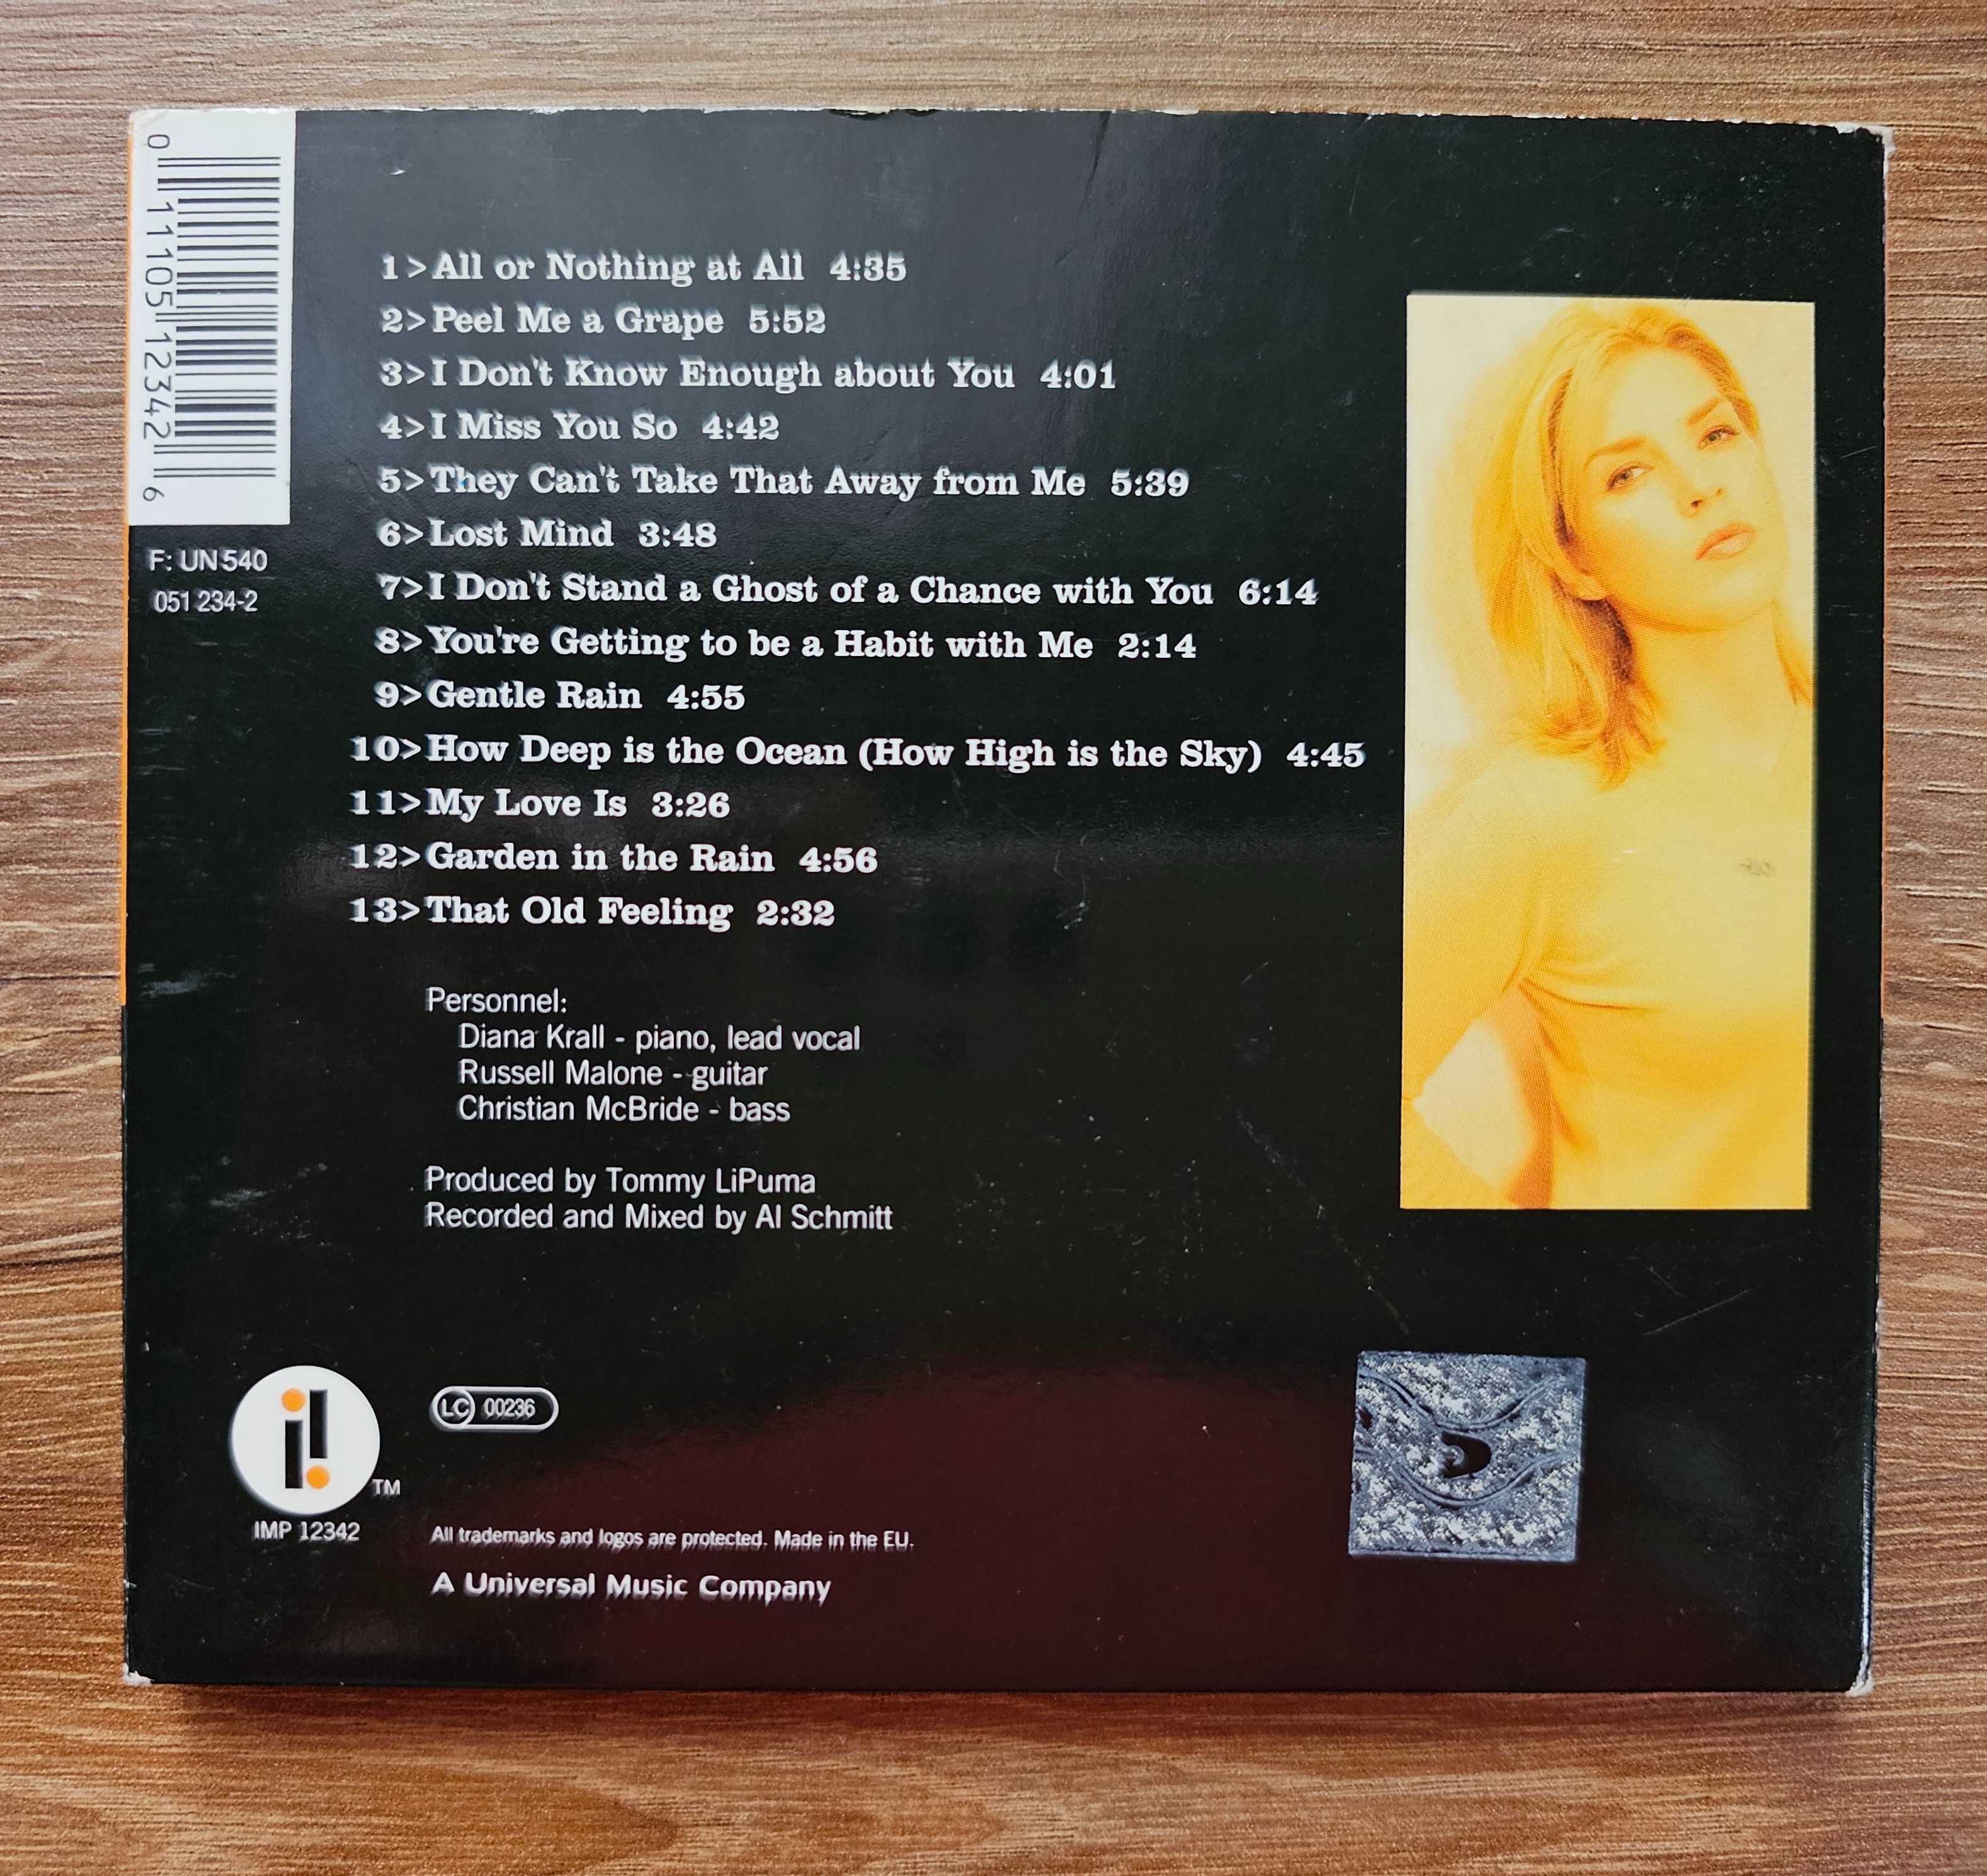 0 11105 12342 6
F: UN 540
051 234-2
1>All or Nothing at All 4:35
2>Peel Me a Grape 5:52
3>I Don't Know Enough about You 4:01
4>I Miss You So 4:42
5>They Can't Take That Away from Me 5:39
6>Lost Mind 3:48
7>I Don't Stand a Ghost of a Chance with You 6:14
8>You're Getting to be a Habit with Me 2:14
9>Gentle Rain 4:55
10>How Deep is the Ocean (How High is the Sky) 4:45
11>My Love Is 3:26
12>Garden in the Rain 4:56
13>That Old Feeling 2:32
Personnel:
Diana Krall - piano, lead vocal
Russell Malone - guitar
Christian McBride - bass
Produced by Tommy LiPuma
Recorded and Mixed by Al Schmitt
LC 00236
TM
IMP 12342
All trademarks and logos are protected. Made in the EU.
A Universal Music Company